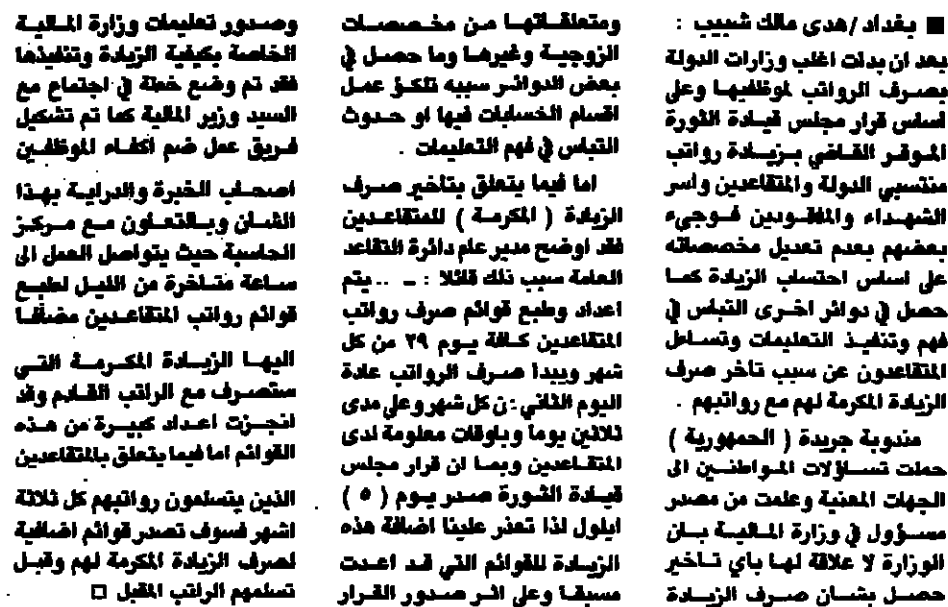 ■ بغداد / هدى مالك شبيب :
بعد ان بدات اغلب وزارات الدولة
بصرف الرواتب لموظفيها وعلى
اساس قرار مجلس قيادة الثورة
الموقر القاضي بزيادة رواتب
منتسبي الدولة والمتقاعدين واسر
الشهداء والمفقودين فوجيء
بعضهم بعدم تعديل مخصصاته
على اساس احتساب الزيادة كما
حصل في دوائر اخرى التباس في
فهم وتنفيذ التعليمات وتساءل
المتقاعدون عن سبب تأخر صرف
الزيادة المكرمة لهم مع رواتبهم .
مندوبة جريدة ( الجمهورية )
حملت تساؤلات المواطنين الى
الجهات المعنية وعلمت من مصدر
مسؤول في وزارة المالية بان
الوزارة لا علاقة لها باي تاخير
حصل بشان صرف الزيادة
ومتعلقاتها من مخصصات
الزوجية وغيرها وما حصل في
بعض الدوائر سببه تلكؤ عمل
اقسام الحسابات فيها او حدوث
التباس في فهم التعليمات .
اما فيما يتعلق بتاخير صرف
الزيادة ( المكرمة ) للمتقاعدين
فقد اوضح مدير عام دائرة التقاعد
العامة سبب ذلك قائلا : ـ .. يتم
اعداد وطبع قوائم صرف رواتب
المتقاعدين كافة يوم ٢٩ من كل
شهر ويبدا صرف الرواتب عادة
اليوم الثاني من كل شهر وعلى مدى
ثلاثين يوما وباوقات معلومة لدى
المتقاعدين وبما ان قرار مجلس
قيادة الثورة صدر يوم ( ٥ )
ايلول لذا تعذر علينا اضافة هذه
الزيادة للقوائم التي قد اعدت
مسبقا وعلى اثر صدور القرار
وصدور تعليمات وزارة المالية
الخاصة بكيفية الزيادة وتنفيذها
فقد تم وضع خطة في اجتماع مع
السيد وزير المالية كما تم تشكيل
فريق عمل ضم اكفاء الموظفين
اصحاب الخبرة والدراية بهذا
الشان وبالتعاون مع مركز
الحاسبة حيث يتواصل العمل الى
ساعة متأخرة من الليل لطبع
قوائم رواتب المتقاعدين مضافا
اليها الزيادة المكرمة التي
ستصرف مع الراتب القادم وقد
انجزت اعداد كبيرة من هذه
القوائم اما فيما يتعلق بالمتقاعدين
الذين يتسلمون رواتبهم كل ثلاثة
اشهر فسوف تصدر قوائم اضافية
لصرف الزيادة المكرمة لهم وقبل
تسلمهم الراتب المقبل □